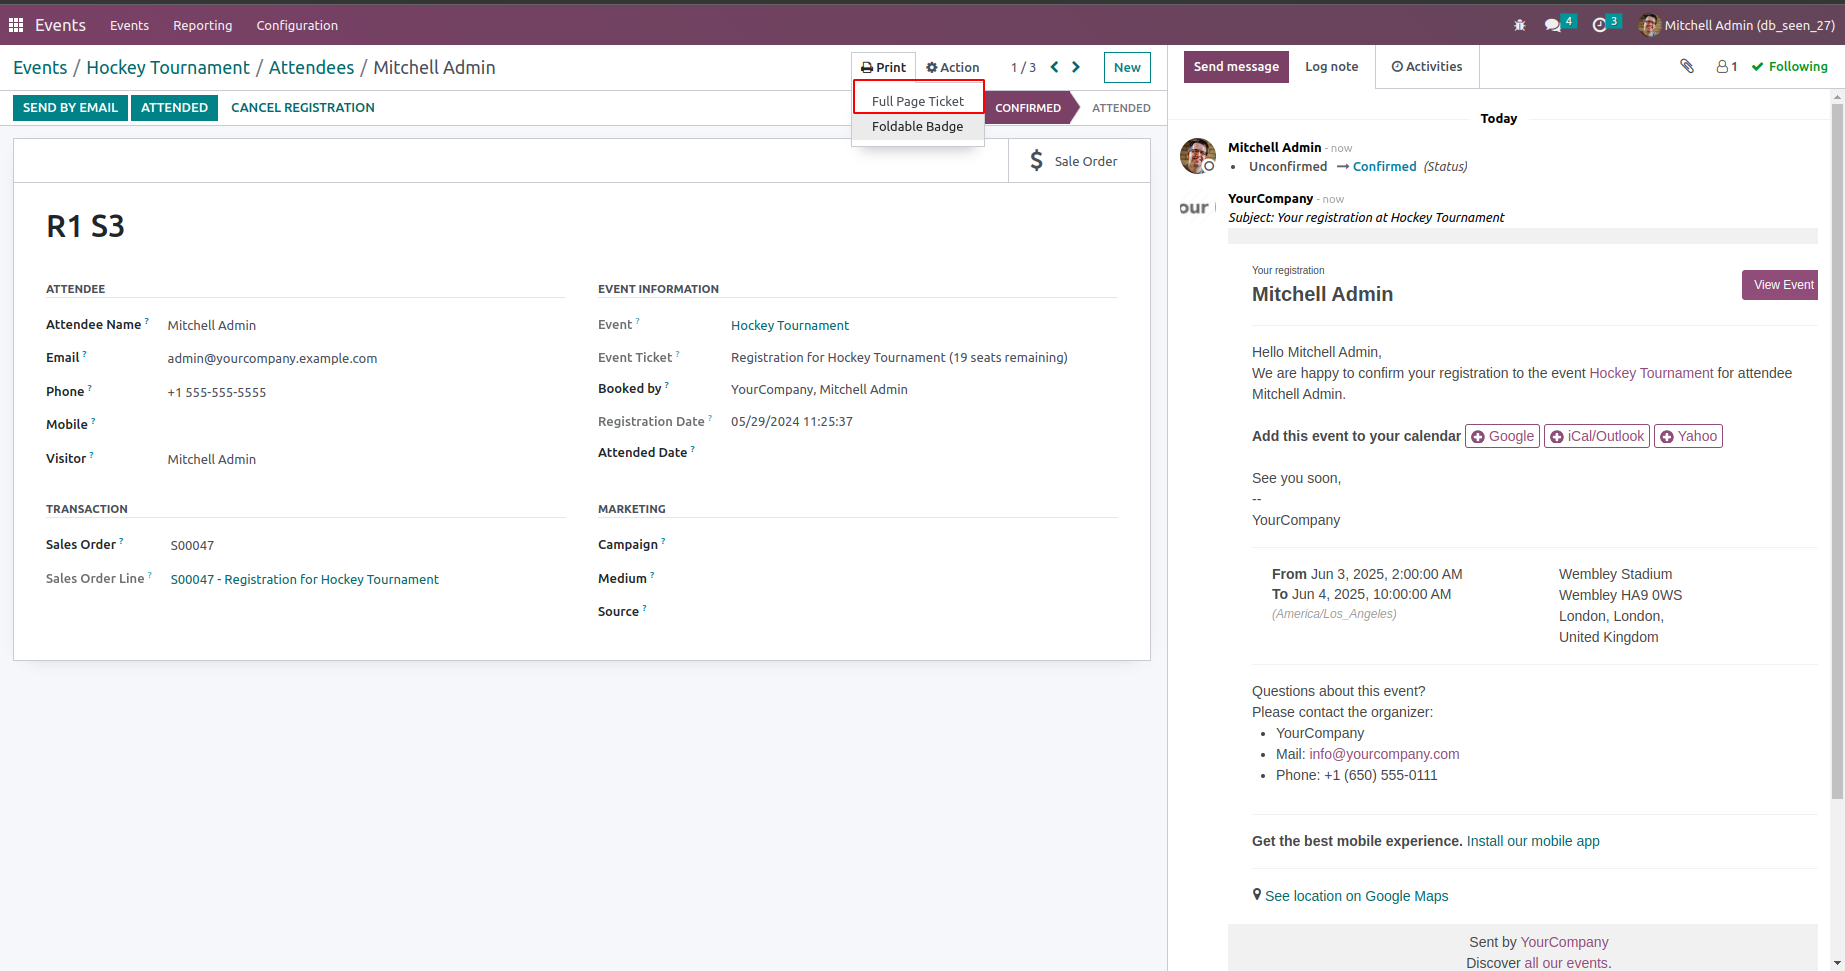 Events Events Reporting Configuration 4 3 Mitchell Admin (db_seen_27)
Events / Hockey Tournament / Attendees / Mitchell Admin Print Action 1 / 3 New
Send message Log note Activities 1 Following
SEND BY EMAIL ATTENDED CANCEL REGISTRATION CONFIRMED ATTENDED
Full Page Ticket
Foldable Badge
$ Sale Order
R1 S3
ATTENDEE
Attendee Name ? Mitchell Admin
Email ? admin@yourcompany.example.com
Phone ? +1 555-555-5555
Mobile ?
Visitor ? Mitchell Admin
EVENT INFORMATION
Event ? Hockey Tournament
Event Ticket ? Registration for Hockey Tournament (19 seats remaining)
Booked by ? YourCompany, Mitchell Admin
Registration Date ? 05/29/2024 11:25:37
Attended Date ?
TRANSACTION
Sales Order ? S00047
Sales Order Line ? S00047 - Registration for Hockey Tournament
MARKETING
Campaign ?
Medium ?
Source ?
Today
Mitchell Admin - now
• Unconfirmed → Confirmed (Status)
YourCompany - now
Subject: Your registration at Hockey Tournament
Your registration
Mitchell Admin
View Event
Hello Mitchell Admin,
We are happy to confirm your registration to the event Hockey Tournament for attendee
Mitchell Admin.
Add this event to your calendar Google iCal/Outlook Yahoo
See you soon,
--
YourCompany
From Jun 3, 2025, 2:00:00 AM
To Jun 4, 2025, 10:00:00 AM
(America/Los_Angeles)
Wembley Stadium
Wembley HA9 0WS
London, London,
United Kingdom
Questions about this event?
Please contact the organizer:
• YourCompany
• Mail: info@yourcompany.com
• Phone: +1 (650) 555-0111
Get the best mobile experience. Install our mobile app
See location on Google Maps
Sent by YourCompany
Discover all our events.